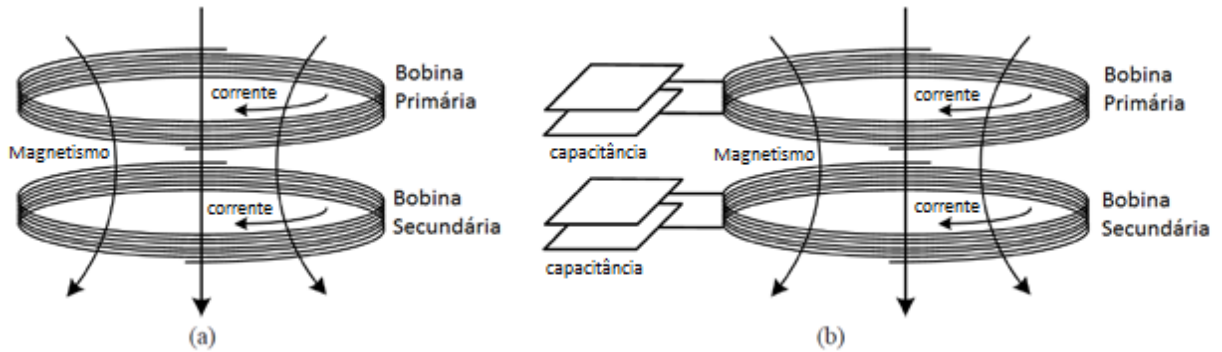 Bobina
Primária
corrente
Magnetismo
Bobina
Secundária
corrente
(a)
capacitância
Bobina
Primária
corrente
Magnetismo
capacitância
Bobina
Secundária
corrente
(b)